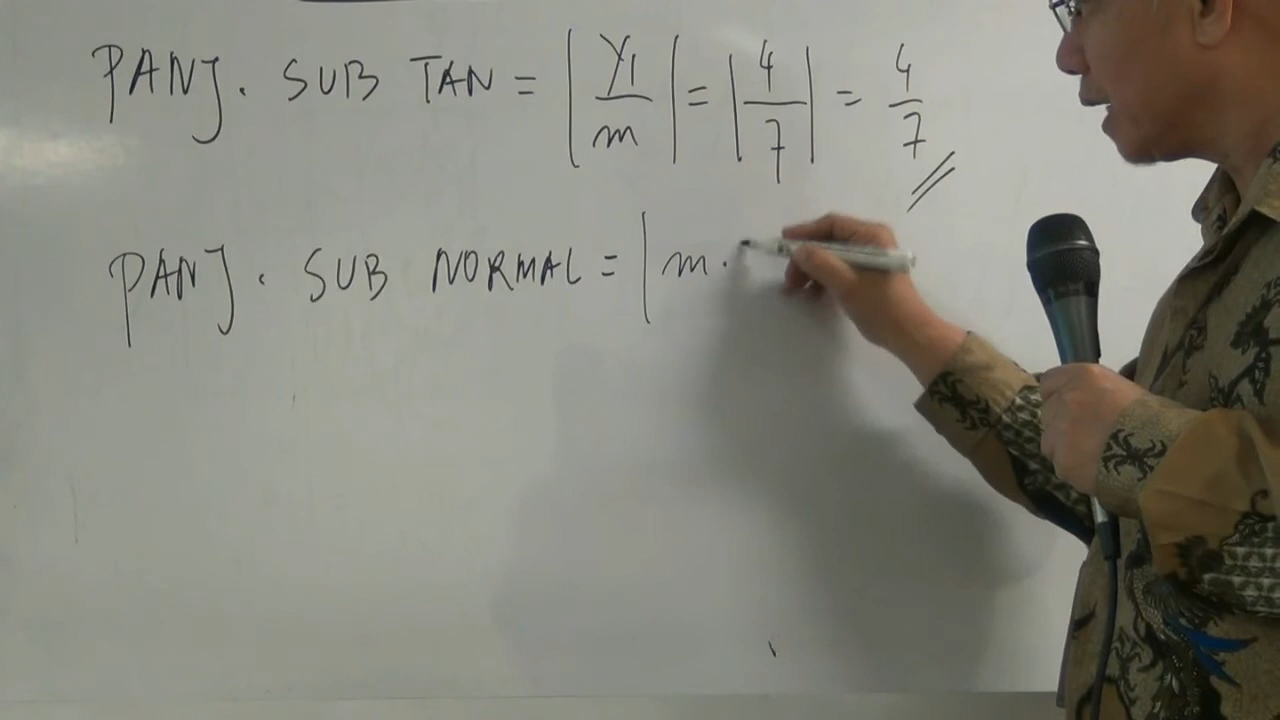 PANJ. SUB TAN = | y₁/m | = | 4/7 | = 4/7 //
PANJ. SUB NORMAL = | m .